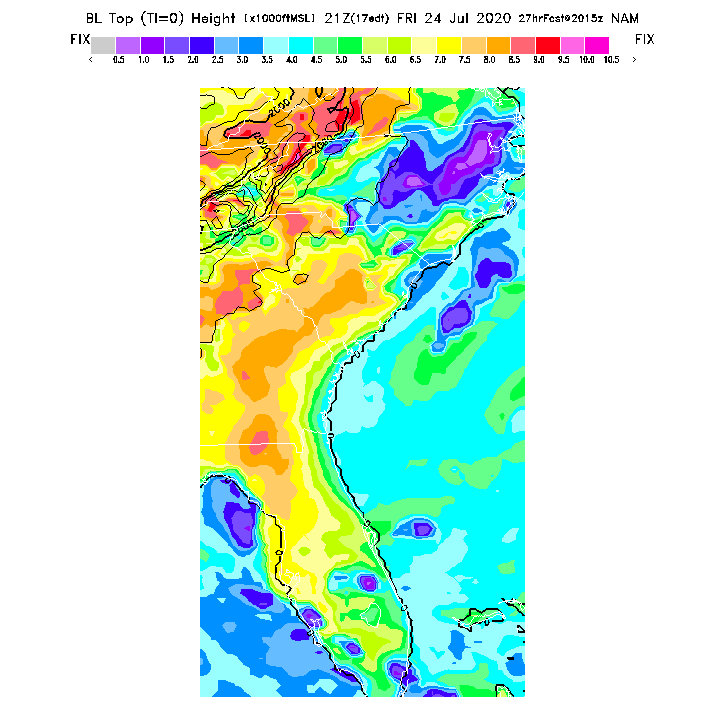 BL Top (TI=0) Height [x1000ftMSL] 21Z(17edt) FRI 24 Jul 2020 27hrFcst@2015z NAM
FIX FIX
< 0.5 1.0 1.5 2.0 2.5 3.0 3.5 4.0 4.5 5.0 5.5 6.0 6.5 7.0 7.5 8.0 8.5 9.0 9.5 10.0 10.5 >
2000
2000